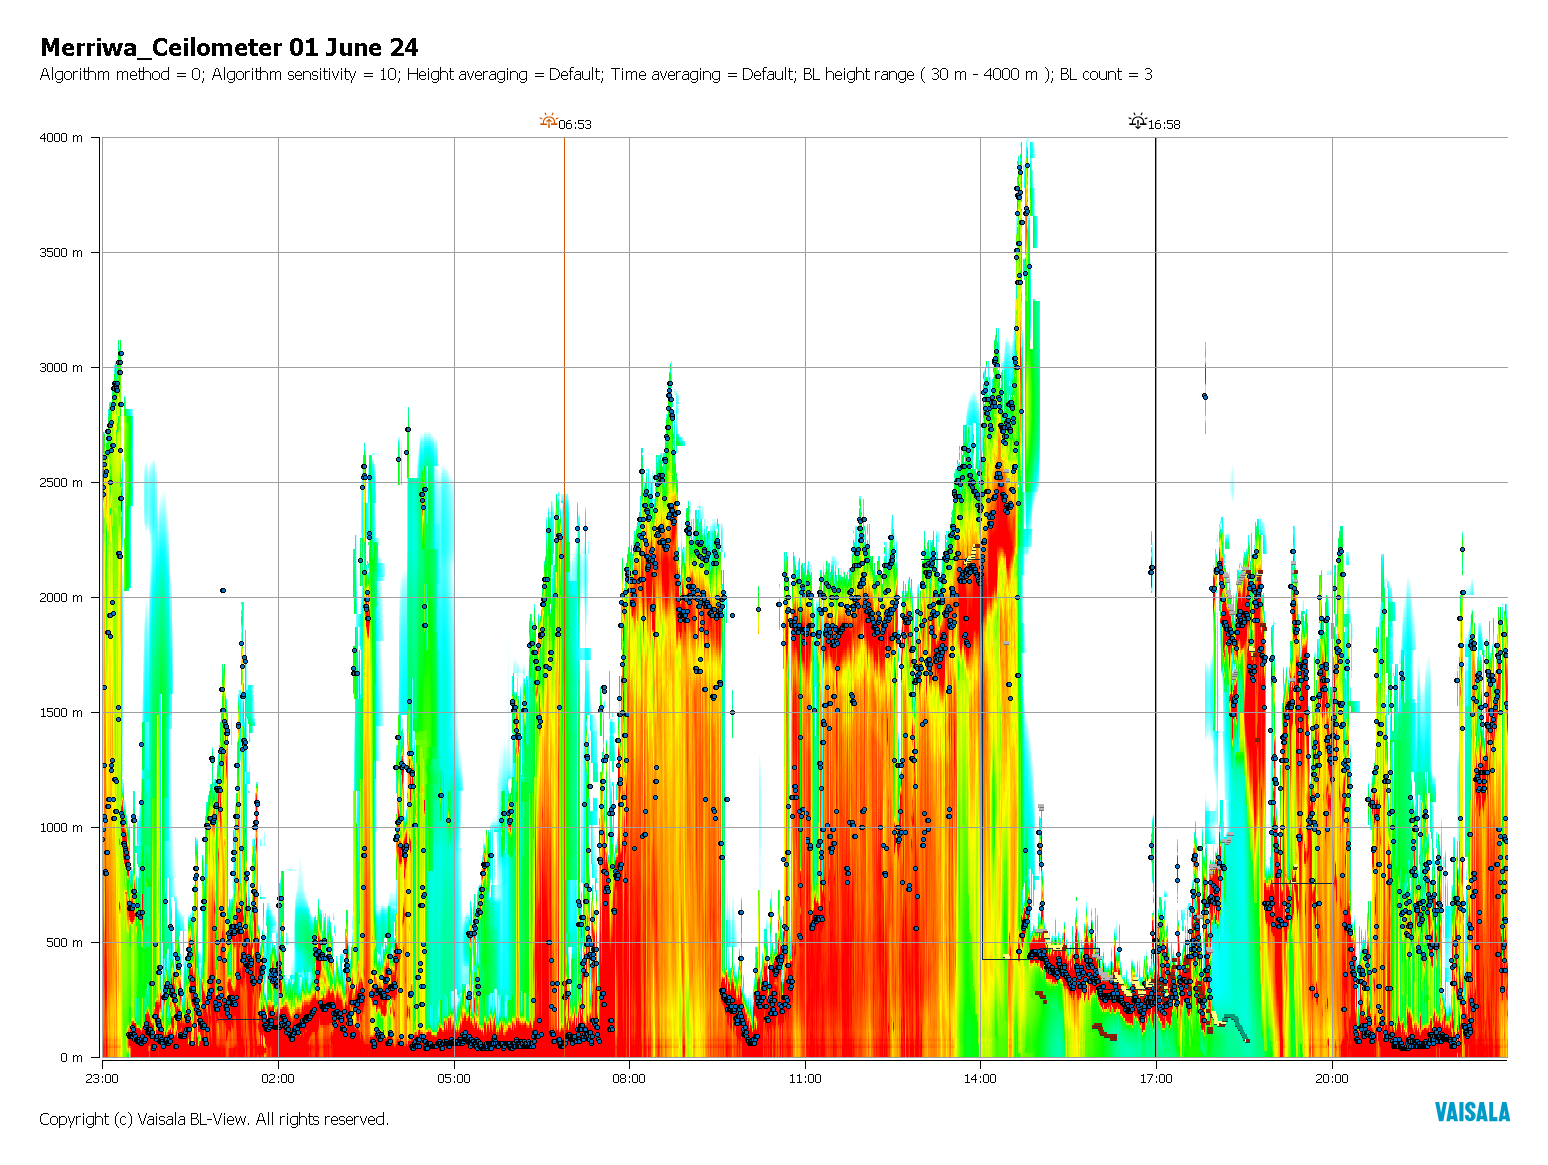 Merriwa_Ceilometer 01 June 24
Algorithm method = 0; Algorithm sensitivity = 10; Height averaging = Default; Time averaging = Default; BL height range ( 30 m - 4000 m ); BL count = 3
06:53
16:58
4000 m
3500 m
3000 m
2500 m
2000 m
1500 m
1000 m
500 m
0 m
23:00
02:00
05:00
08:00
11:00
14:00
17:00
20:00
Copyright (c) Vaisala BL-View. All rights reserved.
VAISALA